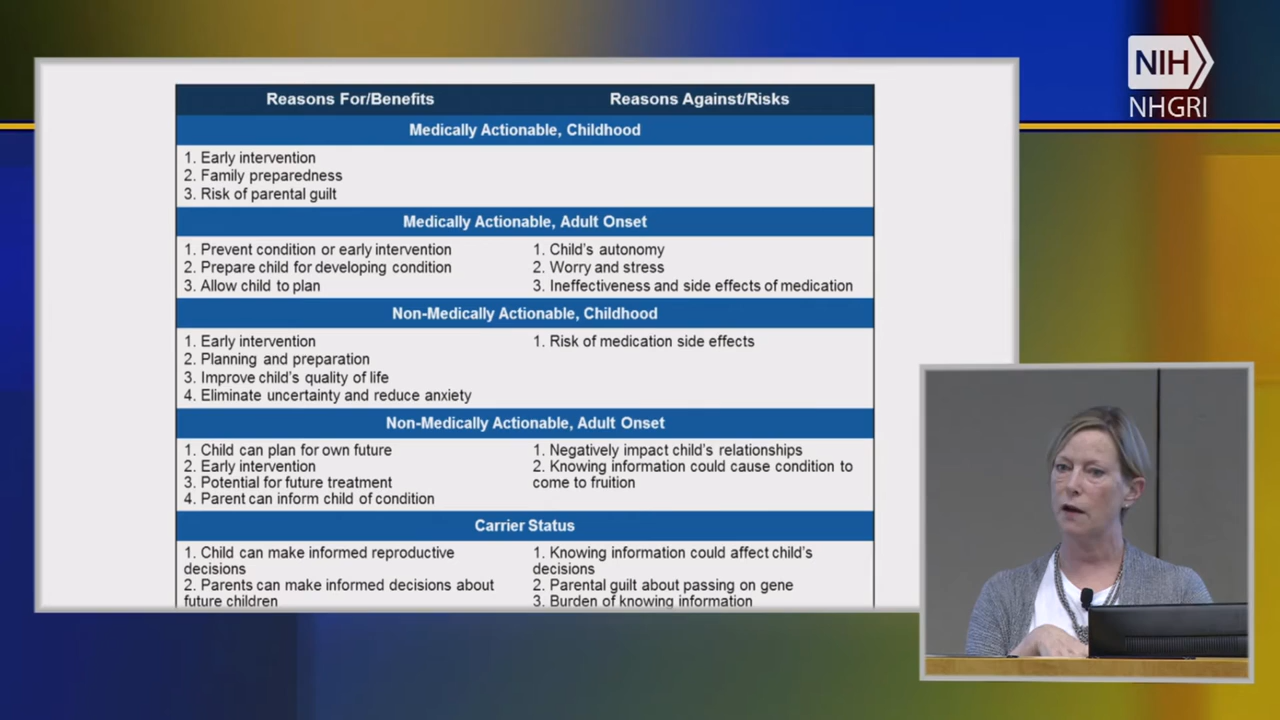 NIH
NHGRI
Reasons For/Benefits Reasons Against/Risks
Medically Actionable, Childhood
1. Early intervention
2. Family preparedness
3. Risk of parental guilt
Medically Actionable, Adult Onset
1. Prevent condition or early intervention
2. Prepare child for developing condition
3. Allow child to plan
1. Child's autonomy
2. Worry and stress
3. Ineffectiveness and side effects of medication
Non-Medically Actionable, Childhood
1. Early intervention
2. Planning and preparation
3. Improve child's quality of life
4. Eliminate uncertainty and reduce anxiety
1. Risk of medication side effects
Non-Medically Actionable, Adult Onset
1. Child can plan for own future
2. Early intervention
3. Potential for future treatment
4. Parent can inform child of condition
1. Negatively impact child's relationships
2. Knowing information could cause condition to
come to fruition
Carrier Status
1. Child can make informed reproductive
decisions
2. Parents can make informed decisions about
future children
1. Knowing information could affect child's
decisions
2. Parental guilt about passing on gene
3. Burden of knowing information